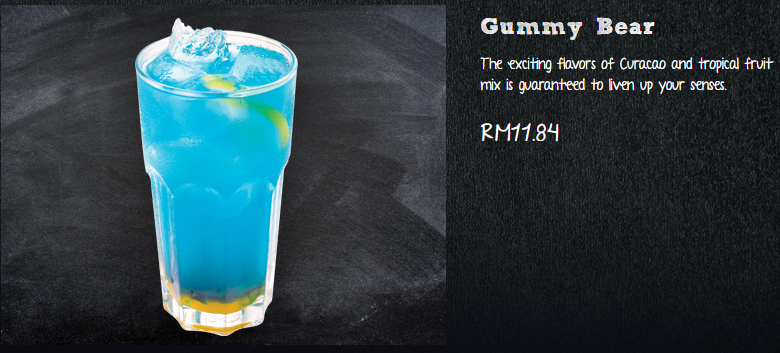 Gummy Bear
The exciting flavors of Curacao and tropical fruit
mix is guaranteed to liven up your senses.
RM11.84